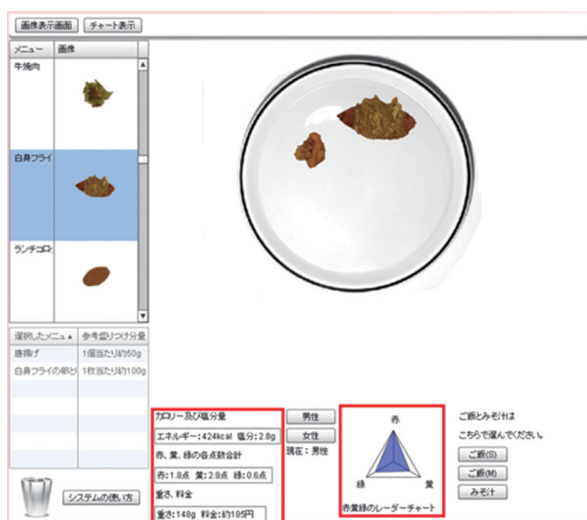 画像表示画面 チャート表示
メニュー 画像
牛焼肉
白身フライ
ランチコロッ
選択したメニュー▲ 参考盛りつけ分量
唐揚げ 1個当たり約50g
白身フライの卵と 1枚当たり約100g
システムの使い方
カロリー及び塩分量
エネルギー:424kcal 塩分:2.8g
赤、黄、緑の各点数合計
赤:1.8点 黄:2.9点 緑:0.6点
重さ、料金
重さ:148g 料金:約185円
男性
女性
現在:男性
赤
緑 黄
赤黄緑のレーダーチャート
ご飯とみそ汁は
こちらで選んでください。
ご飯(S)
ご飯(M)
みそ汁